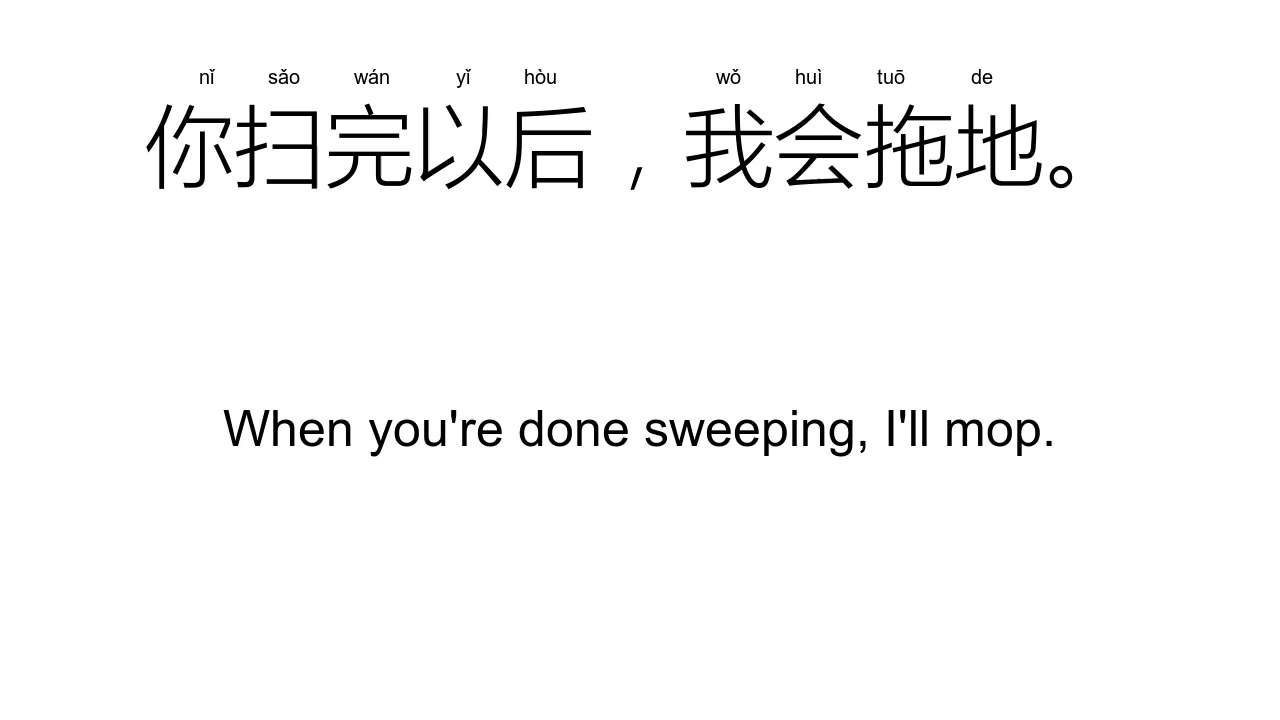 nǐ sǎo wán yǐ hòu wǒ huì tuō de
你扫完以后，我会拖地。
When you're done sweeping, I'll mop.